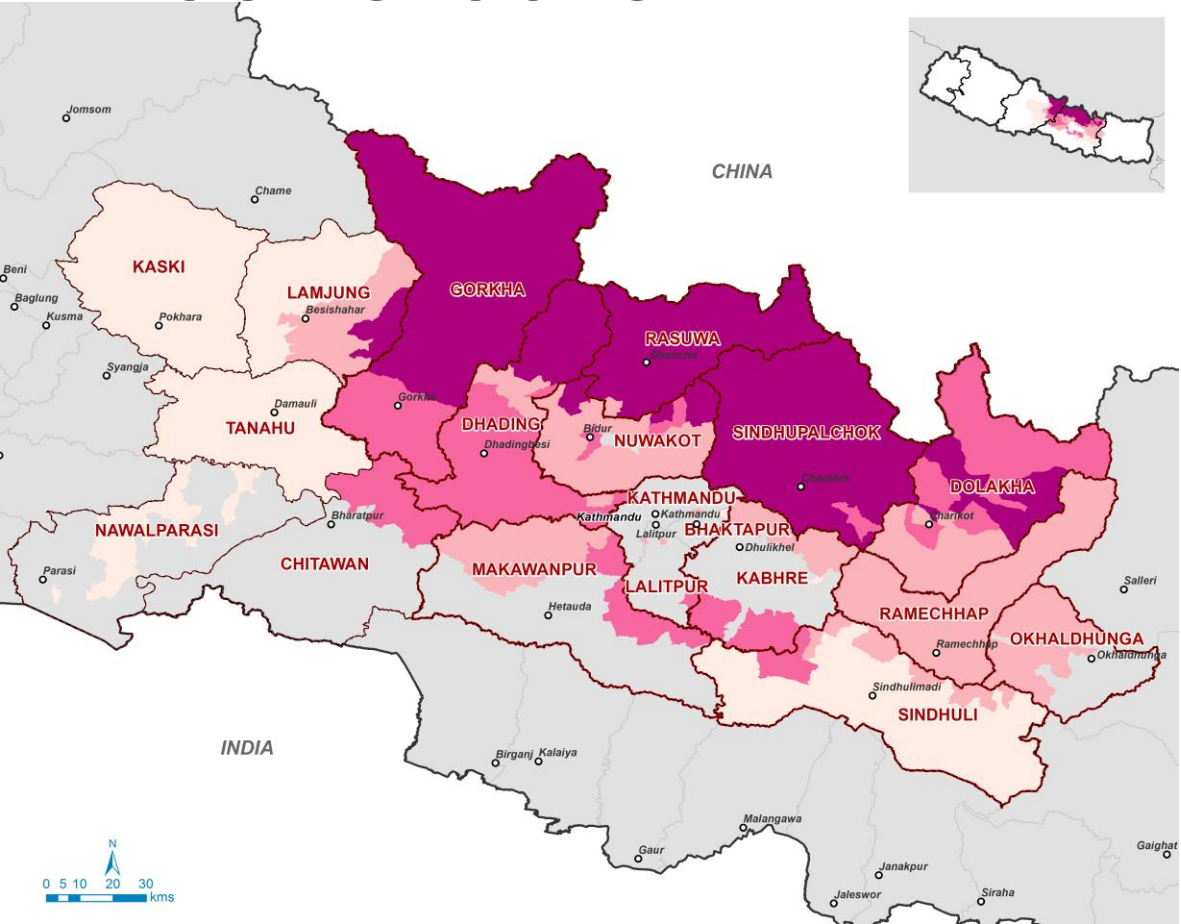 Jomsom
CHINA
Chame
KASKI
Beni
LAMJUNG
GORKHA
Baglung
Besishahar
Kusma
Pokhara
RASUWA
Dhunche
Syangja
Damauli
Gorkha
TANAHU
DHADING
Bidur
NUWAKOT
SINDHUPALCHOK
Dhadingbesi
Chautara
DOLAKHA
KATHMANDU
Kathmandu
Kathmandu
Bharatpur
NAWALPARASI
Lalitpur
BHAKTAPUR
Charikot
Dhulikhel
CHITAWAN
MAKAWANPUR
KABHRE
Parasi
LALITPUR
Salleri
Hetauda
RAMECHHAP
OKHALDHUNGA
Ramechhap
Okhaldhunga
Sindhulimadi
SINDHULI
INDIA
Birganj
Kalaiya
Malangawa
Gaur
Gaighat
Janakpur
N
0 5 10 20 30
kms
Jaleswor
Siraha